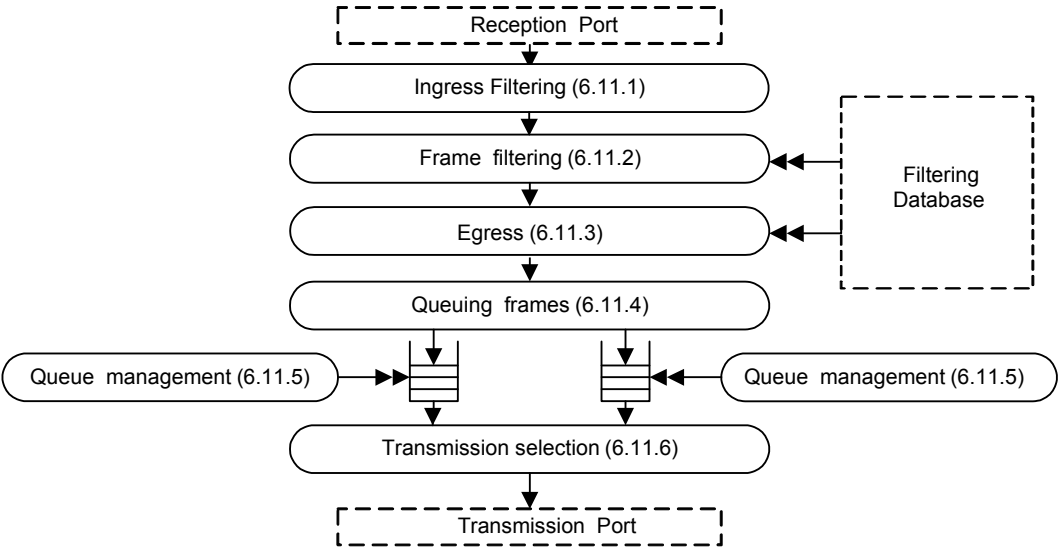 Reception Port
Ingress Filtering (6.11.1)
Frame filtering (6.11.2)
Filtering
Database
Egress (6.11.3)
Queuing frames (6.11.4)
Queue management (6.11.5)
Queue management (6.11.5)
Transmission selection (6.11.6)
Transmission Port